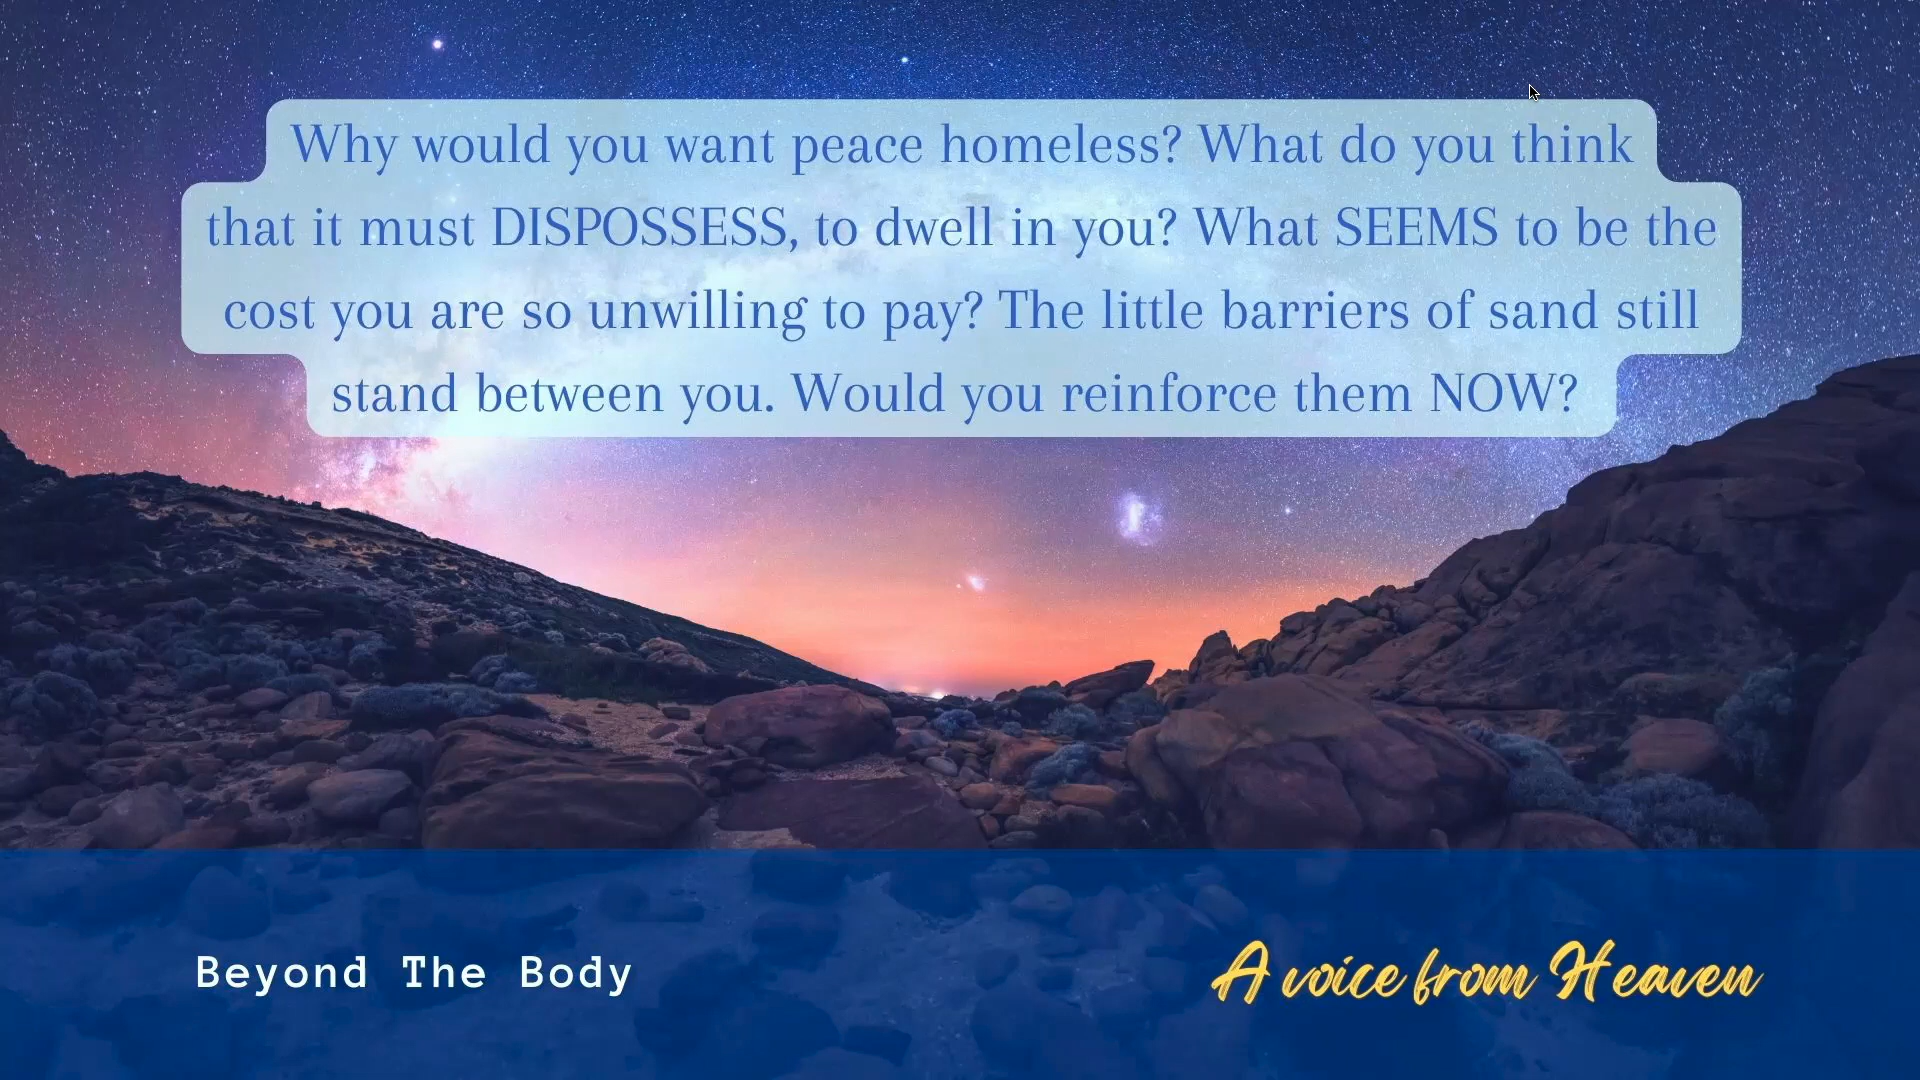 Why would you want peace homeless? What do you think
that it must DISPOSSESS, to dwell in you? What SEEMS to be the
cost you are so unwilling to pay? The little barriers of sand still
stand between you. Would you reinforce them NOW?
Beyond The Body
A voice from Heaven